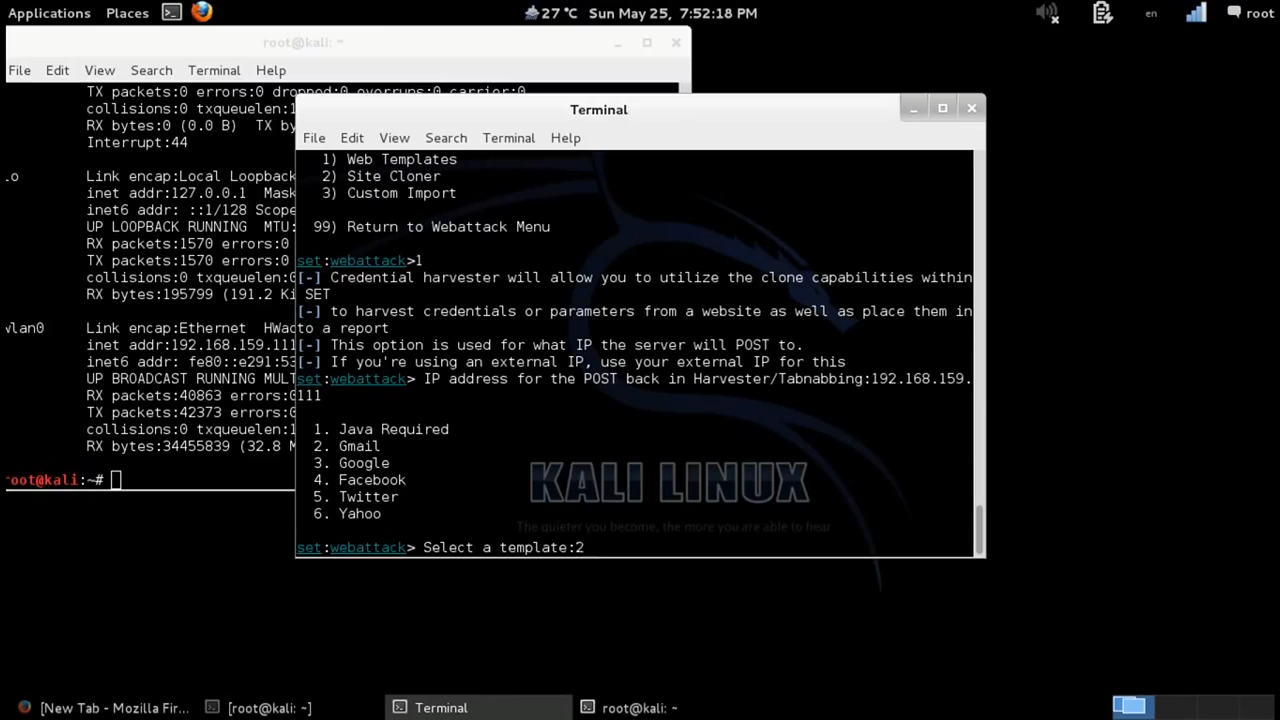 Applications Places 27 °C Sun May 25, 7:52:18 PM en root
root@kali: ~
File Edit View Search Terminal Help
TX packets:0 errors:0 dropped:0 overruns:0 carrier:0
collisions:0 txqueuelen:1
RX bytes:0 (0.0 B) TX b
Interrupt:44
lo Link encap:Local Loopback
inet addr:127.0.0.1 Mask
inet6 addr: ::1/128 Scope
UP LOOPBACK RUNNING MTU:
RX packets:1570 errors:0
TX packets:1570 errors:0
collisions:0 txqueuelen:0
RX bytes:195799 (191.2 Ki
wlan0 Link encap:Ethernet HWad
inet addr:192.168.159.111
inet6 addr: fe80::e291:53
UP BROADCAST RUNNING MULT
RX packets:40863 errors:0
TX packets:42373 errors:0
collisions:0 txqueuelen:1
RX bytes:34455839 (32.8 M
root@kali:~#
Terminal
File Edit View Search Terminal Help
1) Web Templates
2) Site Cloner
3) Custom Import
99) Return to Webattack Menu
set:webattack>1
[-] Credential harvester will allow you to utilize the clone capabilities within
SET
[-] to harvest credentials or parameters from a website as well as place them in
to a report
[-] This option is used for what IP the server will POST to.
[-] If you're using an external IP, use your external IP for this
set:webattack> IP address for the POST back in Harvester/Tabnabbing:192.168.159.
111
1. Java Required
2. Gmail
3. Google
4. Facebook
5. Twitter
6. Yahoo
set:webattack> Select a template:2
KALI LINUX
The quieter you become, the more you are able to hear
[New Tab - Mozilla Fir... [root@kali: ~] Terminal root@kali: ~